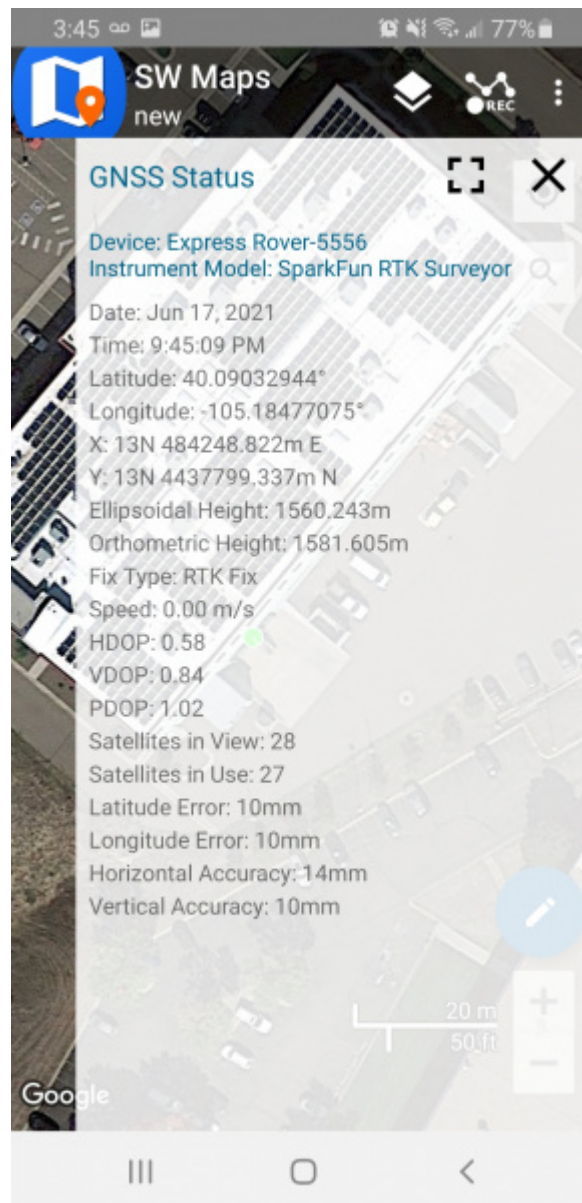 3:45 77%
SW Maps
new
REC
GNSS Status
Device: Express Rover-5556
Instrument Model: SparkFun RTK Surveyor
Date: Jun 17, 2021
Time: 9:45:09 PM
Latitude: 40.09032944°
Longitude: -105.18477075°
X: 13N 484248.822m E
Y: 13N 4437799.337m N
Ellipsoidal Height: 1560.243m
Orthometric Height: 1581.605m
Fix Type: RTK Fix
Speed: 0.00 m/s
HDOP: 0.58
VDOP: 0.84
PDOP: 1.02
Satellites in View: 28
Satellites in Use: 27
Latitude Error: 10mm
Longitude Error: 10mm
Horizontal Accuracy: 14mm
Vertical Accuracy: 10mm
20 m
50 ft
Google